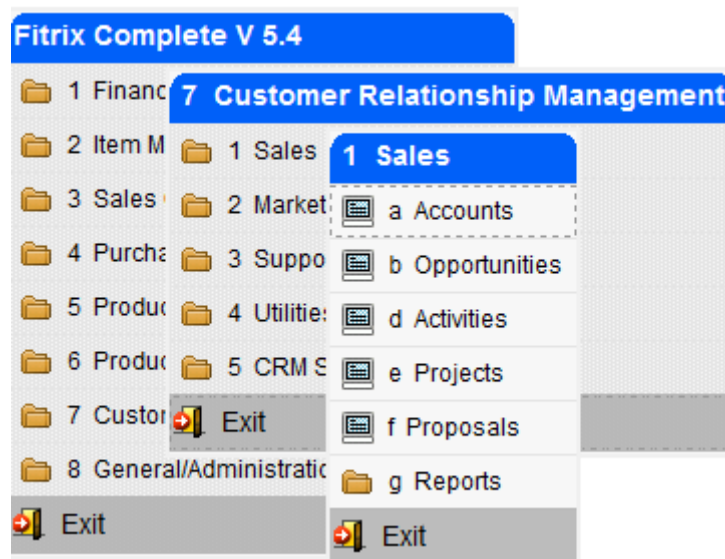 Fitrix Complete V 5.4
1 Financ
2 Item M
3 Sales
4 Purcha
5 Produc
6 Produc
7 Custor
8 General/Administratic
Exit
7 Customer Relationship Management
1 Sales
2 Market
3 Suppo
4 Utilities
5 CRM S
Exit
1 Sales
a Accounts
b Opportunities
d Activities
e Projects
f Proposals
g Reports
Exit